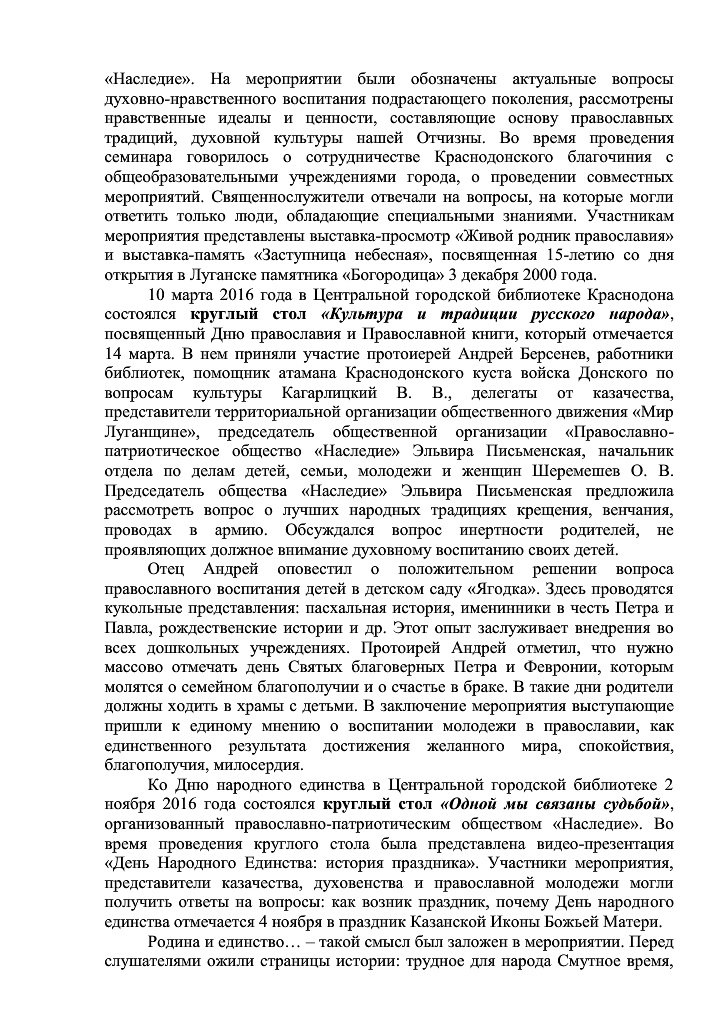 «Наследие». На мероприятии были обозначены актуальные вопросы
духовно-нравственного воспитания подрастающего поколения, рассмотрены
нравственные идеалы и ценности, составляющие основу православных
традиций, духовной культуры нашей Отчизны. Во время проведения
семинара говорилось о сотрудничестве Краснодонского благочиния с
общеобразовательными учреждениями города, о проведении совместных
мероприятий. Священнослужители отвечали на вопросы, на которые могли
ответить только люди, обладающие специальными знаниями. Участникам
мероприятия представлены выставка-просмотр «Живой родник православия»
и выставка-память «Заступница небесная», посвященная 15-летию со дня
открытия в Луганске памятника «Богородица» 3 декабря 2000 года.
10 марта 2016 года в Центральной городской библиотеке Краснодона
состоялся круглый стол «Культура и традиции русского народа»,
посвященный Дню православия и Православной книги, который отмечается
14 марта. В нем приняли участие протоиерей Андрей Берсенев, работники
библиотек, помощник атамана Краснодонского куста войска Донского по
вопросам культуры Кагарлицкий В. В., делегаты от казачества,
представители территориальной организации общественного движения «Мир
Луганщине», председатель общественной организации «Православно-
патриотическое общество «Наследие» Эльвира Письменская, начальник
отдела по делам детей, семьи, молодежи и женщин Шеремешев О. В.
Председатель общества «Наследие» Эльвира Письменская предложила
рассмотреть вопрос о лучших народных традициях крещения, венчания,
проводах в армию. Обсуждался вопрос инертности родителей, не
проявляющих должное внимание духовному воспитанию своих детей.
Отец Андрей оповестил о положительном решении вопроса
православного воспитания детей в детском саду «Ягодка». Здесь проводятся
кукольные представления: пасхальная история, именинники в честь Петра и
Павла, рождественские истории и др. Этот опыт заслуживает внедрения во
всех дошкольных учреждениях. Протоирей Андрей отметил, что нужно
массово отмечать день Святых благоверных Петра и Февронии, которым
молятся о семейном благополучии и о счастье в браке. В такие дни родители
должны ходить в храмы с детьми. В заключение мероприятия выступающие
пришли к единому мнению о воспитании молодежи в православии, как
единственного результата достижения желанного мира, спокойствия,
благополучия, милосердия.
Ко Дню народного единства в Центральной городской библиотеке 2
ноября 2016 года состоялся круглый стол «Одной мы связаны судьбой»,
организованный православно-патриотическим обществом «Наследие». Во
время проведения круглого стола была представлена видео-презентация
«День Народного Единства: история праздника». Участники мероприятия,
представители казачества, духовенства и православной молодежи могли
получить ответы на вопросы: как возник праздник, почему День народного
единства отмечается 4 ноября в праздник Казанской Иконы Божьей Матери.
Родина и единство… – такой смысл был заложен в мероприятии. Перед
слушателями ожили страницы истории: трудное для народа Смутное время,